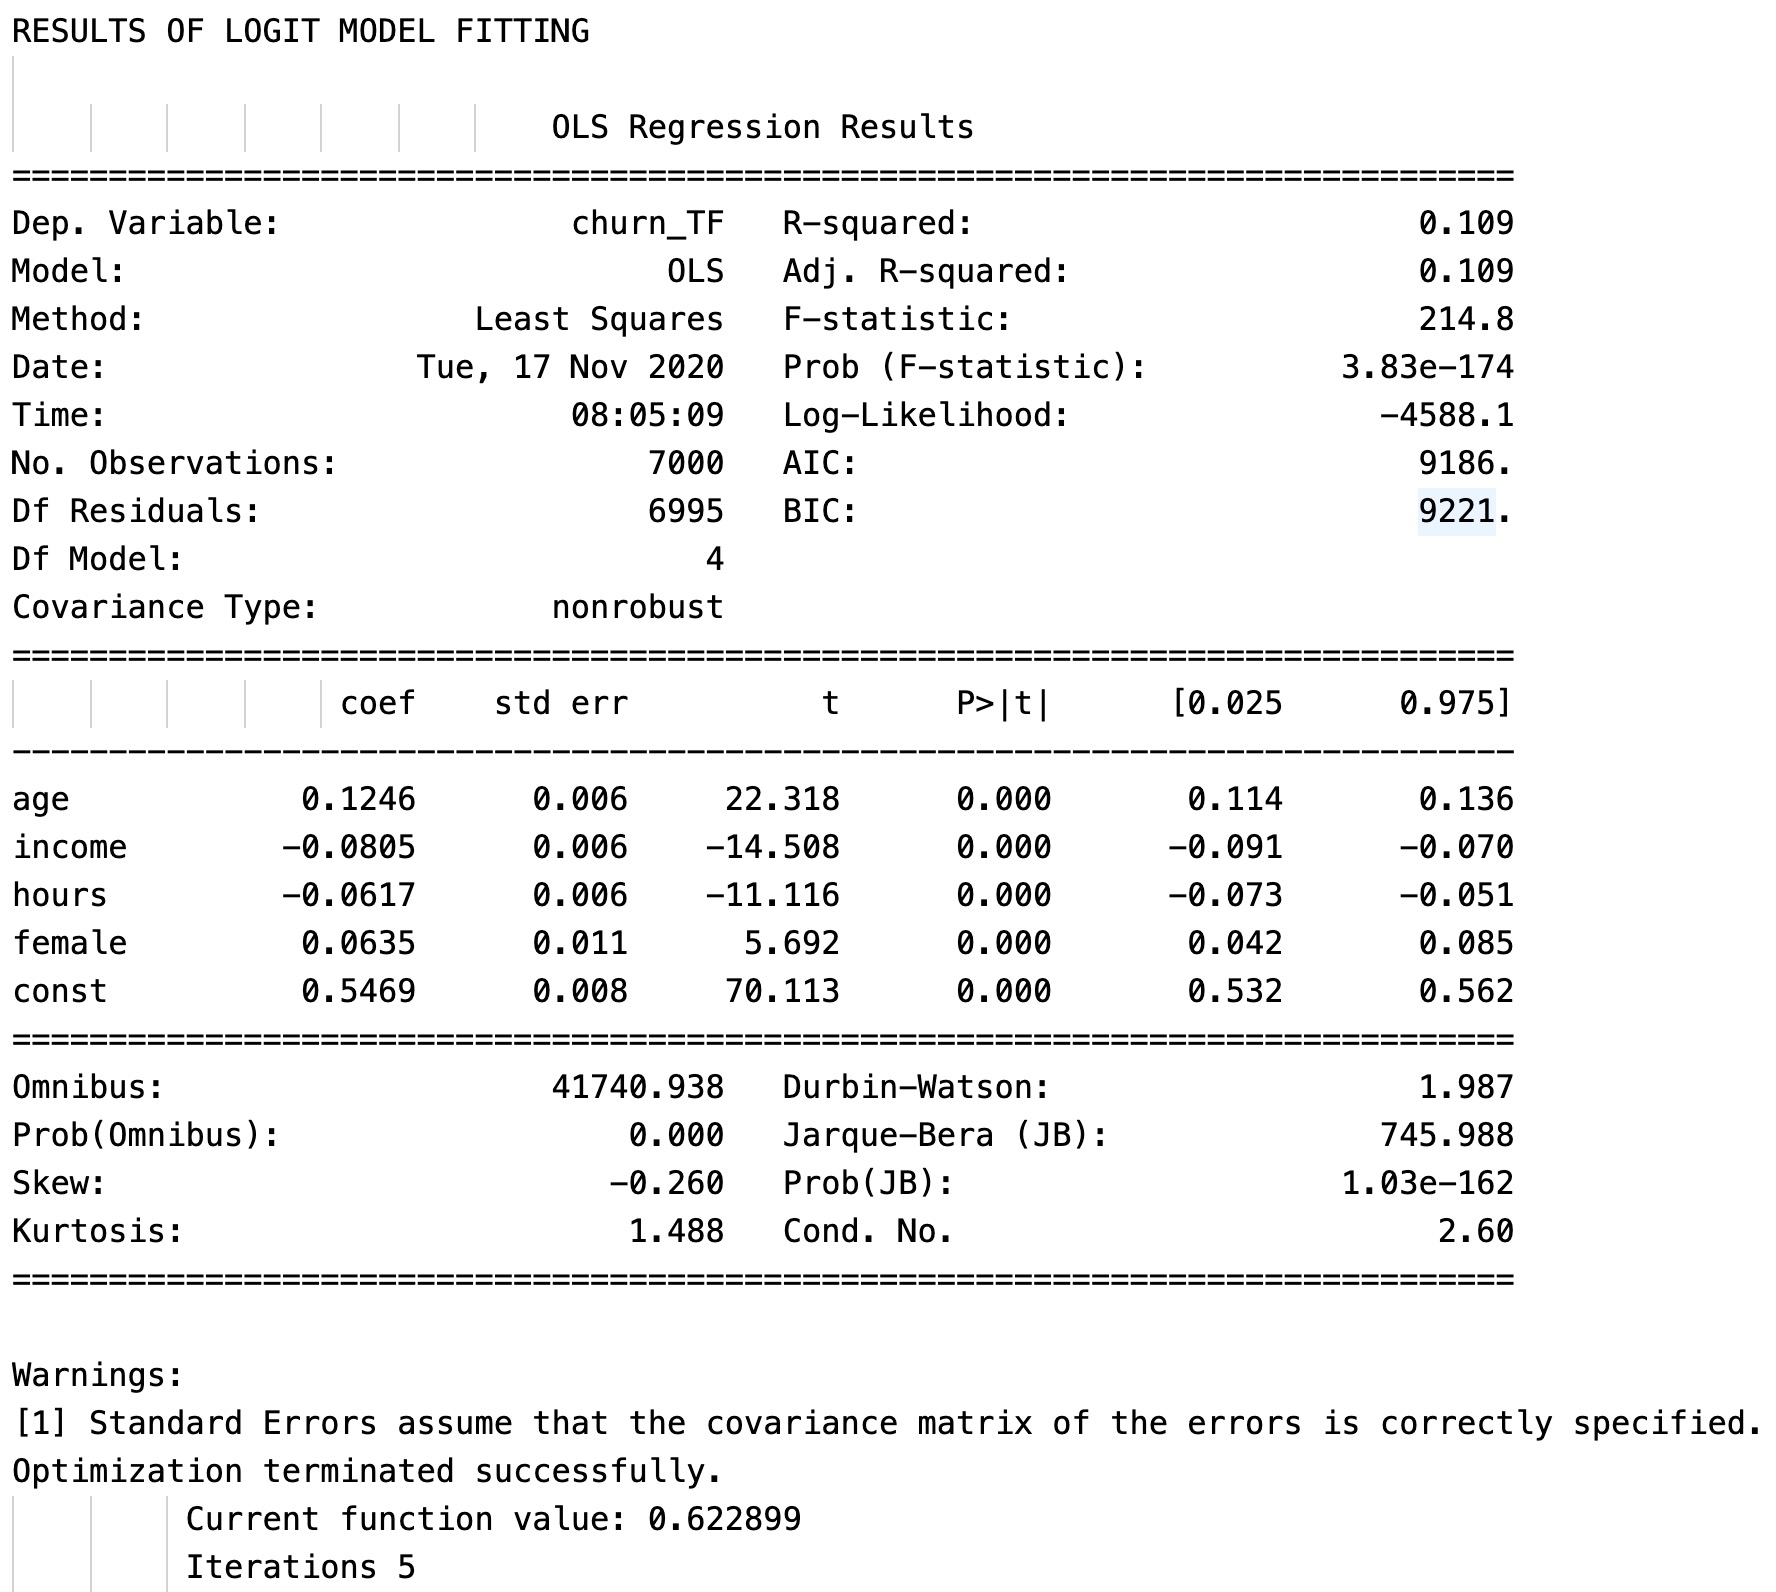 RESULTS OF LOGIT MODEL FITTING
OLS Regression Results
==============================================================================
Dep. Variable:               churn_TF   R-squared:                       0.109
Model:                            OLS   Adj. R-squared:                  0.109
Method:                 Least Squares   F-statistic:                     214.8
Date:                Tue, 17 Nov 2020   Prob (F-statistic):          3.83e-174
Time:                        08:05:09   Log-Likelihood:                -4588.1
No. Observations:                7000   AIC:                             9186.
Df Residuals:                    6995   BIC:                             9221.
Df Model:                           4
Covariance Type:            nonrobust
==============================================================================
                 coef    std err          t      P>|t|      [0.025      0.975]
------------------------------------------------------------------------------
age            0.1246      0.006     22.318      0.000       0.114       0.136
income        -0.0805      0.006    -14.508      0.000      -0.091      -0.070
hours         -0.0617      0.006    -11.116      0.000      -0.073      -0.051
female         0.0635      0.011      5.692      0.000       0.042       0.085
const          0.5469      0.008     70.113      0.000       0.532       0.562
==============================================================================
Omnibus:                    41740.938   Durbin-Watson:                   1.987
Prob(Omnibus):                  0.000   Jarque-Bera (JB):              745.988
Skew:                          -0.260   Prob(JB):                    1.03e-162
Kurtosis:                       1.488   Cond. No.                         2.60
==============================================================================
Warnings:
[1] Standard Errors assume that the covariance matrix of the errors is correctly specified.
Optimization terminated successfully.
         Current function value: 0.622899
         Iterations 5